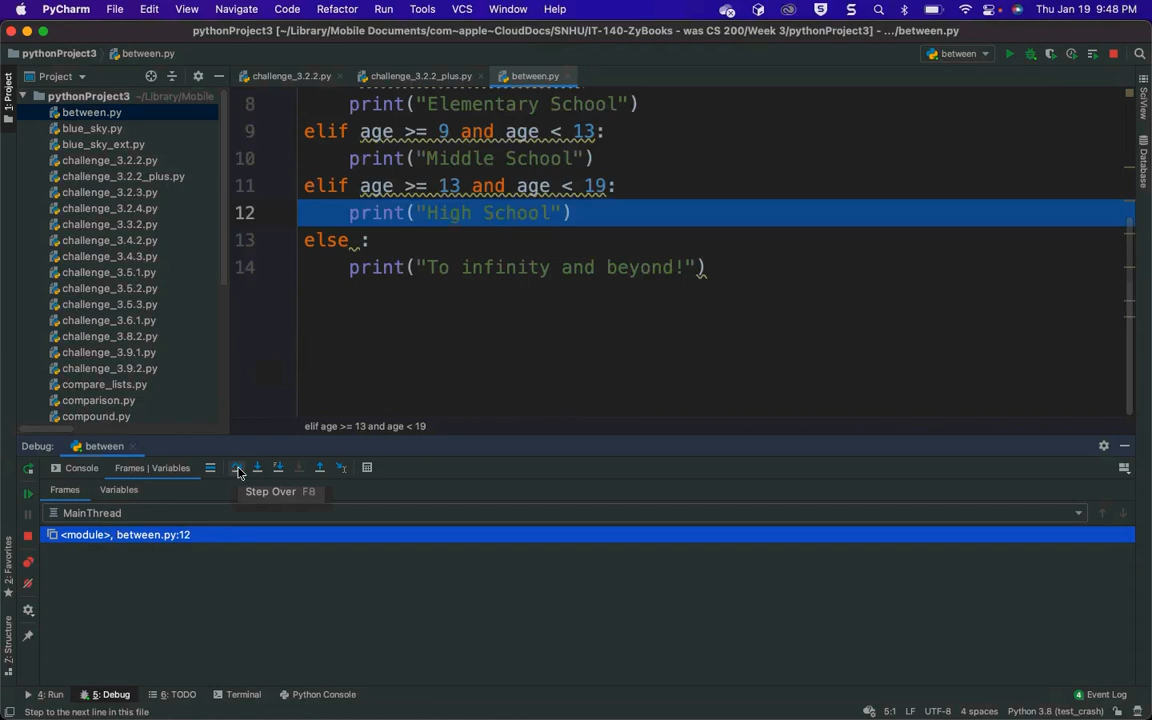 PyCharm File Edit View Navigate Code Refactor Run Tools VCS Window Help Thu Jan 19 9:48 PM
pythonProject3 [~/Library/Mobile Documents/com~apple~CloudDocs/SNHU/IT-140-ZyBooks - was CS 200/Week 3/pythonProject3] - .../between.py
pythonProject3 between.py between
Project challenge_3.2.2.py challenge_3.2.2_plus.py between.py
1: Project
SciView
Database
pythonProject3 ~/Library/Mobile
between.py
blue_sky.py
blue_sky_ext.py
challenge_3.2.2.py
challenge_3.2.2_plus.py
challenge_3.2.3.py
challenge_3.2.4.py
challenge_3.3.2.py
challenge_3.4.2.py
challenge_3.4.3.py
challenge_3.5.1.py
challenge_3.5.2.py
challenge_3.5.3.py
challenge_3.6.1.py
challenge_3.8.2.py
challenge_3.9.1.py
challenge_3.9.2.py
compare_lists.py
comparison.py
compound.py
8 print("Elementary School")
9 elif age >= 9 and age < 13:
10 print("Middle School")
11 elif age >= 13 and age < 19:
12 print("High School")
13 else :
14 print("To infinity and beyond!")
elif age >= 13 and age < 19
Debug: between
Console Frames | Variables
Step Over F8
Frames Variables
MainThread
<module>, between.py:12
2: Favorites
Z: Structure
4: Run 5: Debug 6: TODO Terminal Python Console 4 Event Log
Step to the next line in this file 5:1 LF UTF-8 4 spaces Python 3.8 (test_crash)